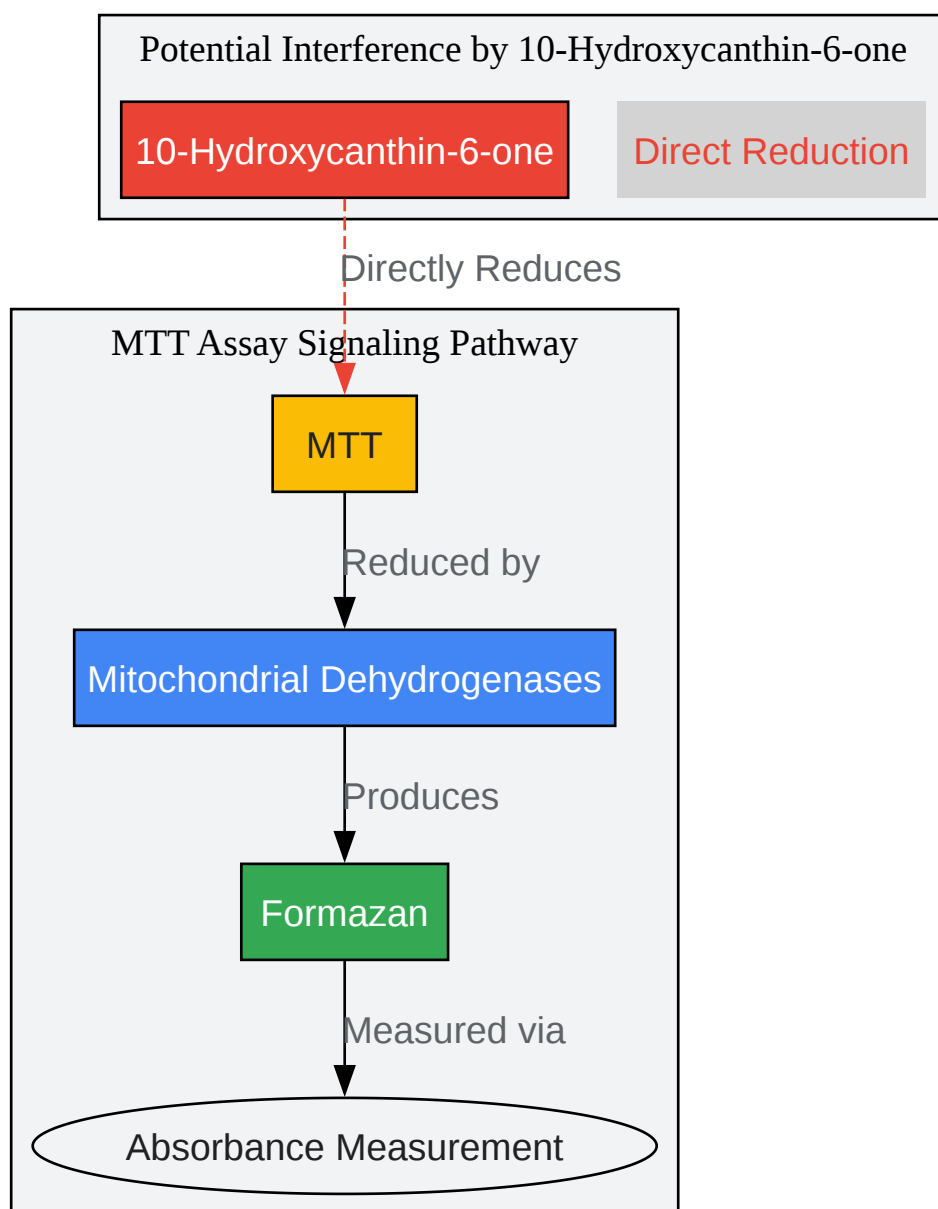 Potential Interference by 10-Hydroxycanthin-6-one
10-Hydroxycanthin-6-one
Direct Reduction
Directly Reduces
MTT Assay Signaling Pathway
MTT
Reduced by
Mitochondrial Dehydrogenases
Produces
Formazan
Measured via
Absorbance Measurement